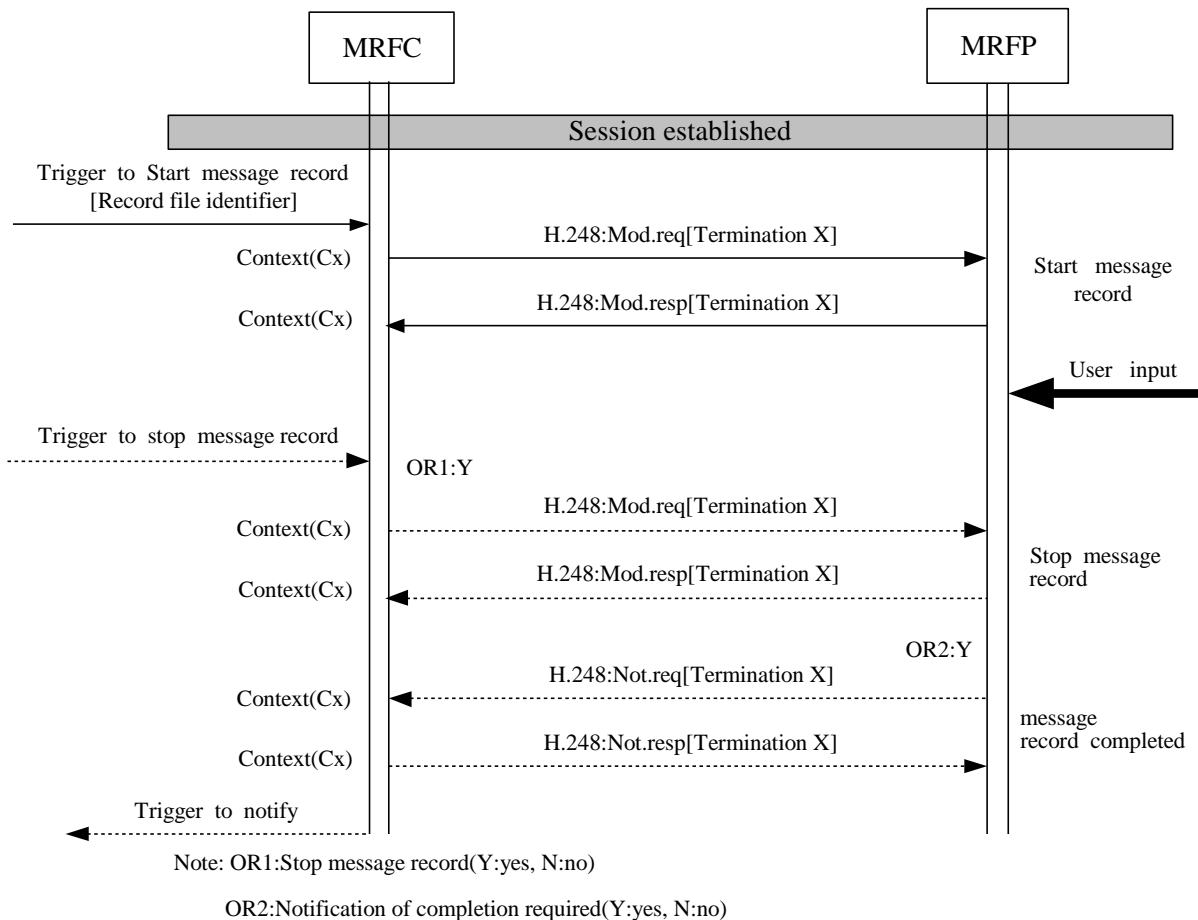 MRFC
MRFP
Session established
Trigger to Start message record
[Record file identifier]
H.248:Mod.req[Termination X]
Context(Cx)
Start message
record
H.248:Mod.resp[Termination X]
Context(Cx)
User input
Trigger to stop message record
OR1:Y
H.248:Mod.req[Termination X]
Context(Cx)
Stop message
record
H.248:Mod.resp[Termination X]
Context(Cx)
OR2:Y
H.248:Not.req[Termination X]
Context(Cx)
message
record completed
H.248:Not.resp[Termination X]
Context(Cx)
Trigger to notify
Note: OR1:Stop message record(Y:yes, N:no)
OR2:Notification of completion required(Y:yes, N:no)